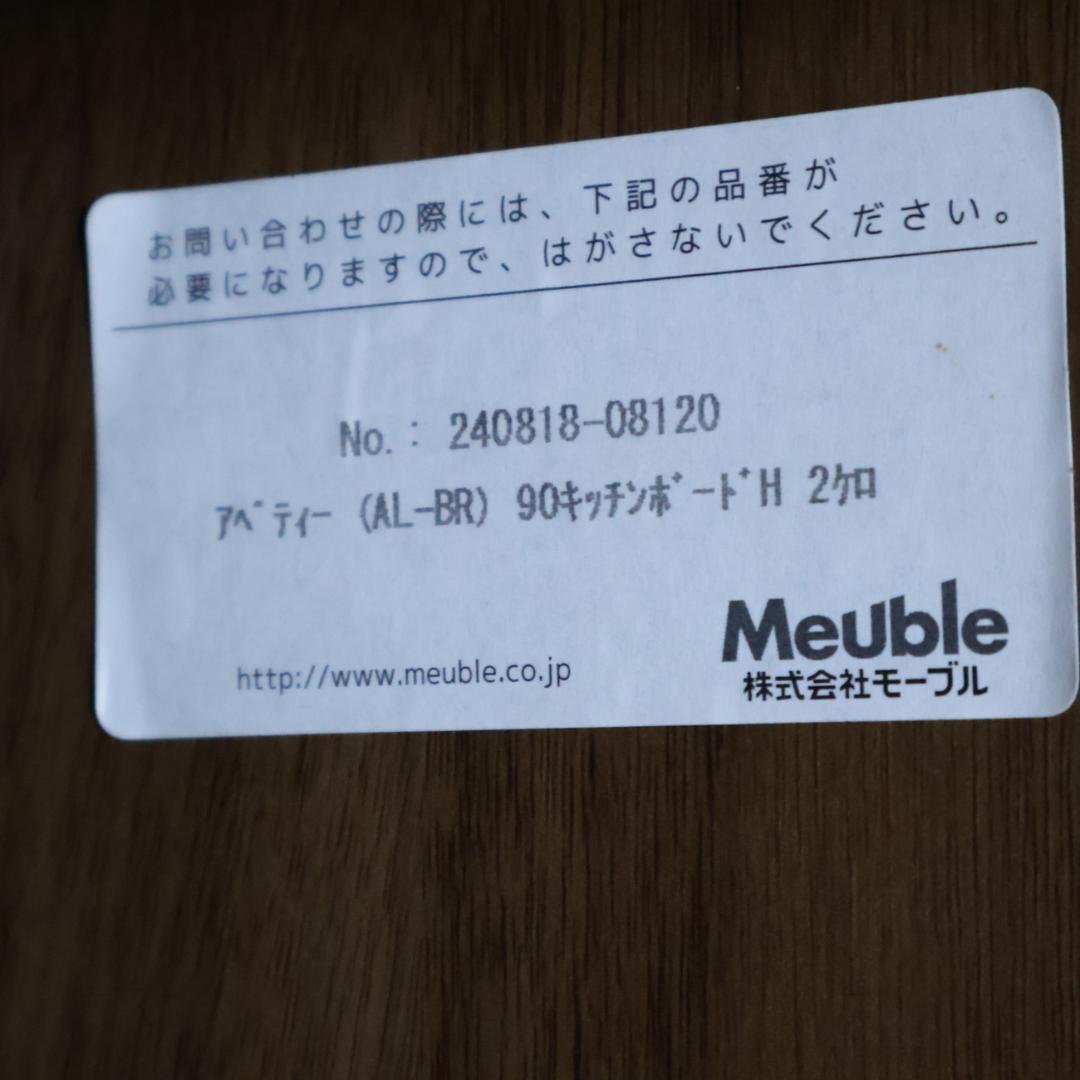 お問い合わせの際には、下記の品番が
必要になりますので、はがさないでください。
No.: 240818-08120
ｱﾍﾞﾃｨｰ (AL-BR) 90ｷｯﾁﾝﾎﾞｰﾄﾞH 2ｹﾛ
http://www.meuble.co.jp
Meuble
株式会社モーブル